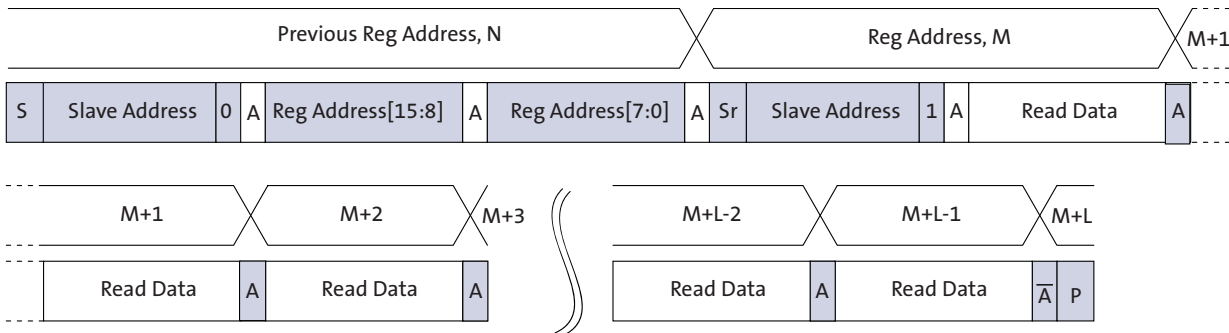 Previous Reg Address, N Reg Address, M M+1
S Slave Address 0 A Reg Address[15:8] A Reg Address[7:0] A Sr Slave Address 1 A Read Data A
M+1 M+2 M+3 M+L-2 M+L-1 M+L
Read Data A Read Data A Read Data A Read Data A̅ P